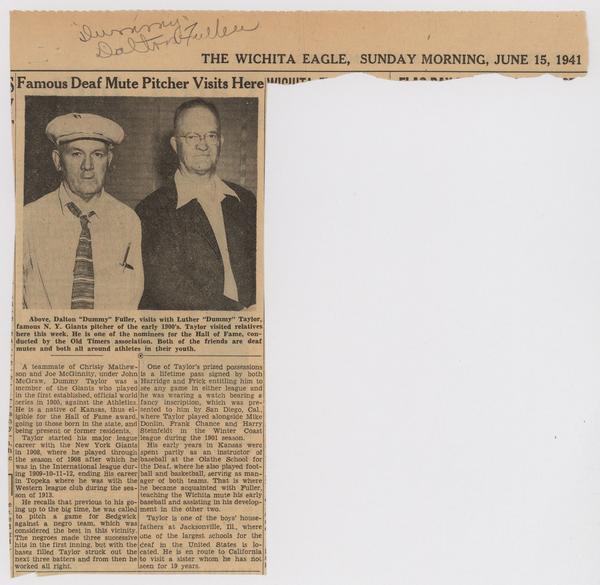 "Dummy"
Dalton Fuller
THE WICHITA EAGLE, SUNDAY MORNING, JUNE 15, 1941
Famous Deaf Mute Pitcher Visits Here
WICHITA
Above, Dalton "Dummy" Fuller, visits with Luther "Dummy" Taylor,
famous N. Y. Giants pitcher of the early 1900's. Taylor visited relatives
here this week. He is one of the nominees for the Hall of Fame, con-
ducted by the Old Timers association. Both of the friends are deaf
mutes and both all around athletes in their youth.
A teammate of Chrisky Mathew-
son and Joe McGinnity, under John
McGraw, Dummy Taylor was a
member of the Giants who played
in the first established, official world
series in 1905, against the Athletics.
He is a native of Kansas, thus el-
igible for the Hall of Fame award,
going to those born in the state, and
being present or former residents.
Taylor started his major league
career with the New York Giants
in 1908, where he played through
the season of 1908 after which he
was in the International league dur-
ing 1909-10-11-12, ending his career
in Topeka where he was with the
Western league club during the sea-
son of 1913.
He recalls that previous to his go-
ing up to the big time, he was called
to pitch a game for Sedgwick
against a negro team, which was
considered the best in this vicinity.
The negroes made three successive
hits in the first inning, but with the
bases filled Taylor struck out the
next three batters and from then he
worked all right.
One of Taylor's prized possessions
is a lifetime pass signed by both
Harridge and Frick entitling him to
see any game in either league and
he was wearing a watch bearing a
fancy inscription, which was pre-
sented to him by San Diego, Cal.,
where Taylor played alongside Mike
Donlin, Frank Chance and Harry
Steinfeldt in the Winter Coast
league during the 1901 season.
His early years in Kansas were
spent partly as an instructor of
baseball at the Olathe School for
the Deaf, where he also played foot-
ball and basketball, serving as man-
ager of both teams. That is where
he became acquainted with Fuller,
teaching the Wichita mute his early
baseball and assisting in his develop-
ment in the other two.
Taylor is one of the boys' house-
fathers at Jacksonville, Ill., where
one of the largest schools for the
deaf in the United States is lo-
cated. He is en route to California
to visit a sister whom he has not
seen for 19 years.